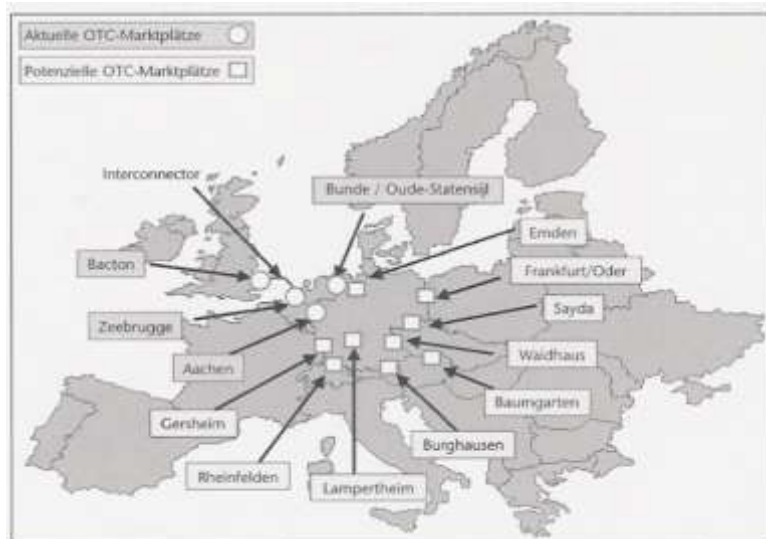 Aktuelle OTC-Marktplätze
Potenzielle OTC-Marktplätze
Interconnector
Bunde / Oude-Statensijl
Emden
Bacton
Frankfurt/Oder
Zeebrugge
Sayda
Aachen
Waidhaus
Gersheim
Baumgarten
Burghausen
Rheinfelden
Lampertheim